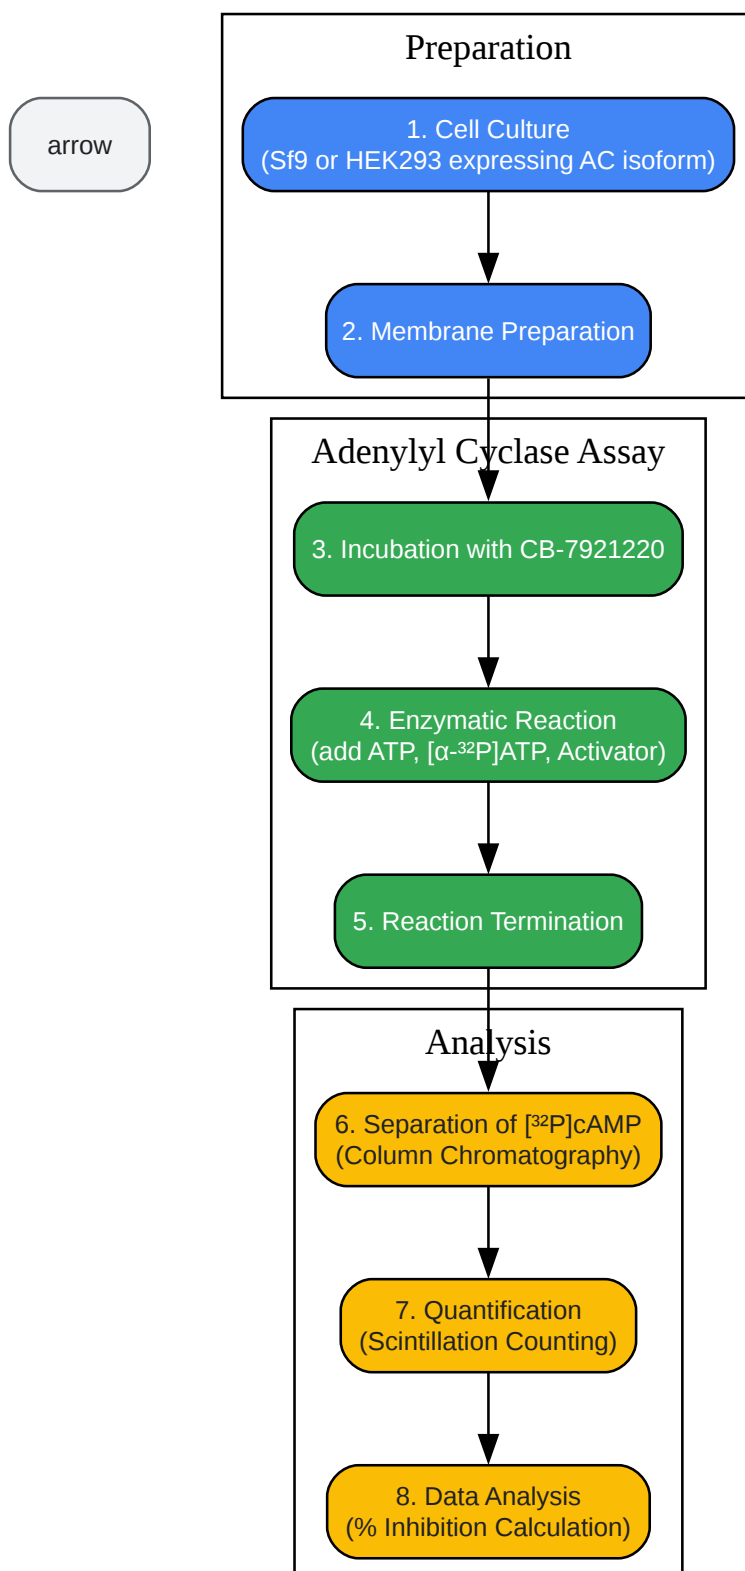 Preparation
arrow
1. Cell Culture
(Sf9 or HEK293 expressing AC isoform)
2. Membrane Preparation
Adenylyl Cyclase Assay
3. Incubation with CB-7921220
4. Enzymatic Reaction
(add ATP, [α-³²P]ATP, Activator)
5. Reaction Termination
Analysis
6. Separation of [³²P]cAMP
(Column Chromatography)
7. Quantification
(Scintillation Counting)
8. Data Analysis
(% Inhibition Calculation)